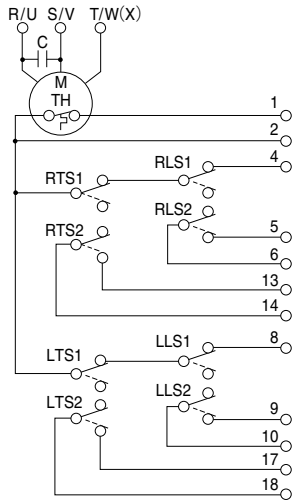 R/U S/V T/W(X)
C
M
TH
1
2
RTS1 RLS1 4
RLS2
RTS2 5
6
13
14
8
LTS1 LLS1
LLS2
LTS2 9
10
17
18